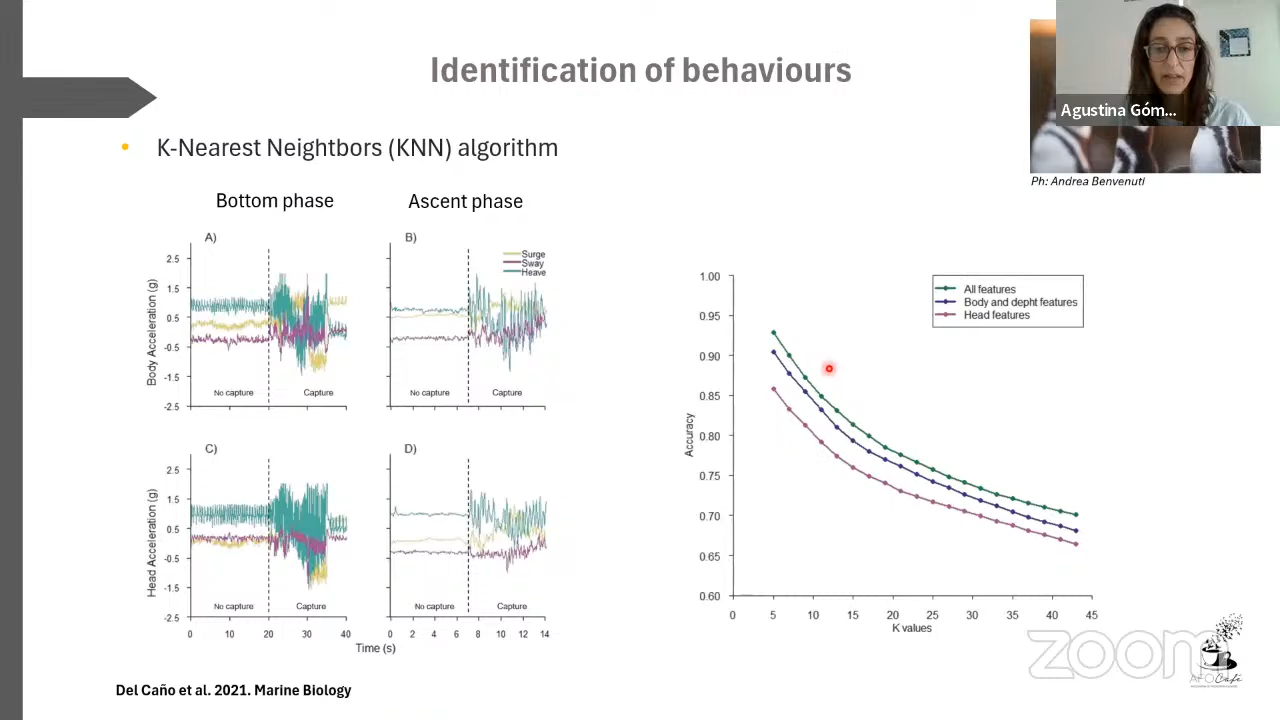 Identification of behaviours
Agustina Góm...
Ph: Andrea Benvenuti
• K-Nearest Neightbors (KNN) algorithm
Bottom phase
Ascent phase
A)
B)
Surge
Sway
Heave
Body Acceleration (g)
2.5
1.5
0.5
-0.5
-1.5
-2.5
No capture
Capture
No capture
Capture
C)
D)
Head Acceleration (g)
2.5
1.5
0.5
-0.5
-1.5
-2.5
No capture
Capture
No capture
Capture
0 10 20 30 40
0 2 4 6 8 10 12 14
Time (s)
All features
Body and depht features
Head features
Accuracy
1.00
0.95
0.90
0.85
0.80
0.75
0.70
0.65
0.60
0 5 10 15 20 25 30 35 40 45
K values
Del Caño et al. 2021. Marine Biology
zoom
AFO Café